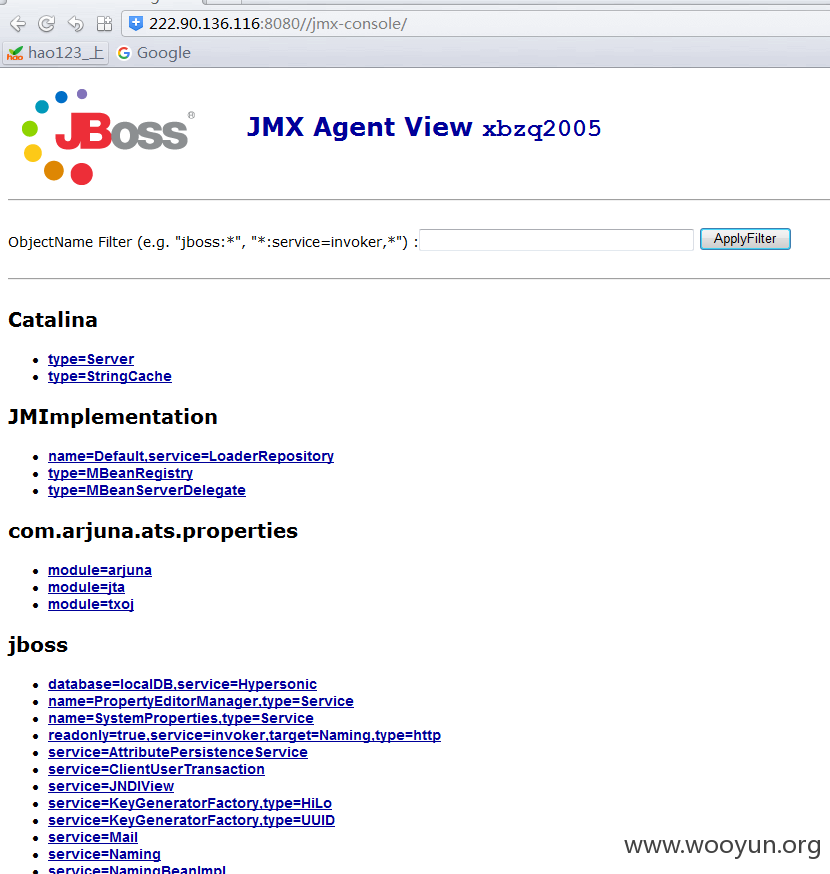 222.90.136.116:8080//jmx-console/
hao123_上 Google
JBoss® JMX Agent View xbzq2005
ObjectName Filter (e.g. "jboss:*", "*:service=invoker,*") : ApplyFilter
Catalina
type=Server
type=StringCache
JMImplementation
name=Default,service=LoaderRepository
type=MBeanRegistry
type=MBeanServerDelegate
com.arjuna.ats.properties
module=arjuna
module=jta
module=txoj
jboss
database=localDB,service=Hypersonic
name=PropertyEditorManager,type=Service
name=SystemProperties,type=Service
readonly=true,service=invoker,target=Naming,type=http
service=AttributePersistenceService
service=ClientUserTransaction
service=JNDIView
service=KeyGeneratorFactory,type=HiLo
service=KeyGeneratorFactory,type=UUID
service=Mail
service=Naming
service=NamingBeanImpl
www.wooyun.org